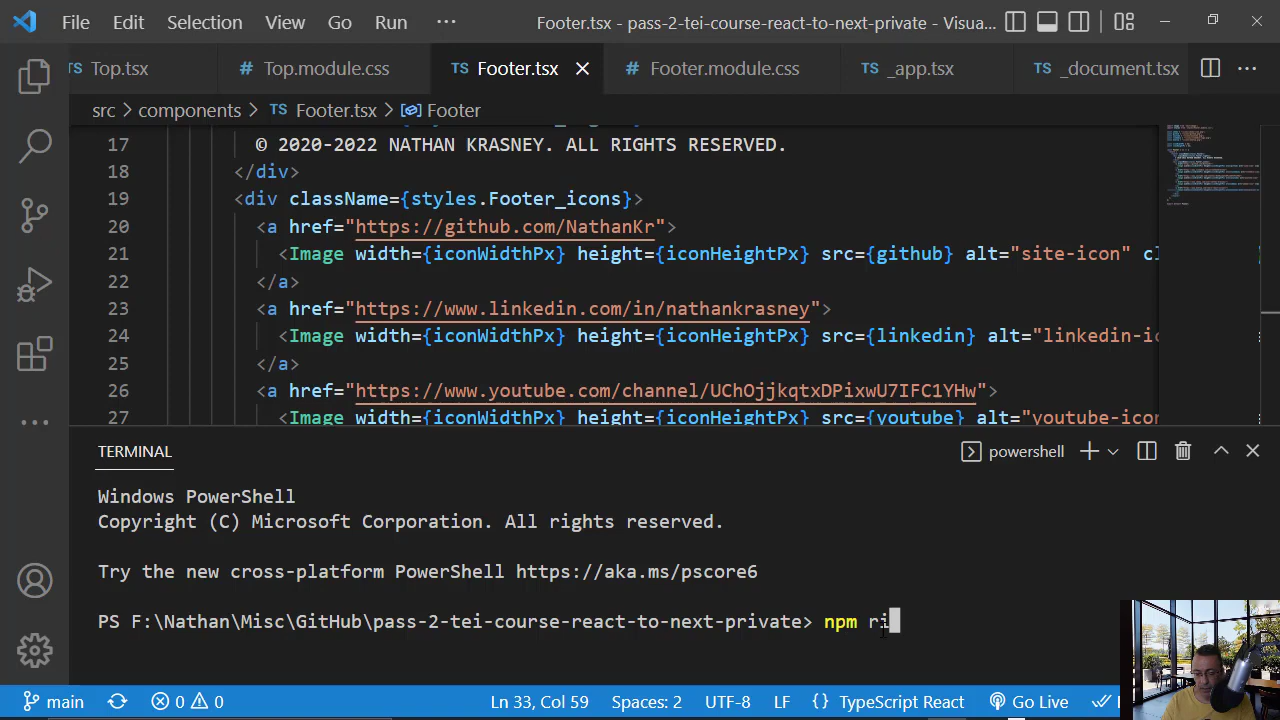 File Edit Selection View Go Run ··· Footer.tsx - pass-2-tei-course-react-to-next-private - Visua...
TS Top.tsx # Top.module.css TS Footer.tsx # Footer.module.css TS _app.tsx TS _document.tsx ···
src > components > TS Footer.tsx > Footer
17 © 2020-2022 NATHAN KRASNEY. ALL RIGHTS RESERVED.
18 </div>
19 <div className={styles.Footer_icons}>
20 <a href="https://github.com/NathanKr">
21 <Image width={iconWidthPx} height={iconHeightPx} src={github} alt="site-icon" cl
22 </a>
23 <a href="https://www.linkedin.com/in/nathankrasney">
24 <Image width={iconWidthPx} height={iconHeightPx} src={linkedin} alt="linkedin-ic
25 </a>
26 <a href="https://www.youtube.com/channel/UChOjjkqtxDPixwU7IFC1YHw">
27 <Image width={iconWidthPx} height={iconHeightPx} src={youtube} alt="youtube-icon
TERMINAL powershell
Windows PowerShell
Copyright (C) Microsoft Corporation. All rights reserved.
Try the new cross-platform PowerShell https://aka.ms/pscore6
PS F:\Nathan\Misc\GitHub\pass-2-tei-course-react-to-next-private> npm ri
main 0 0 Ln 33, Col 59 Spaces: 2 UTF-8 LF {} TypeScript React Go Live